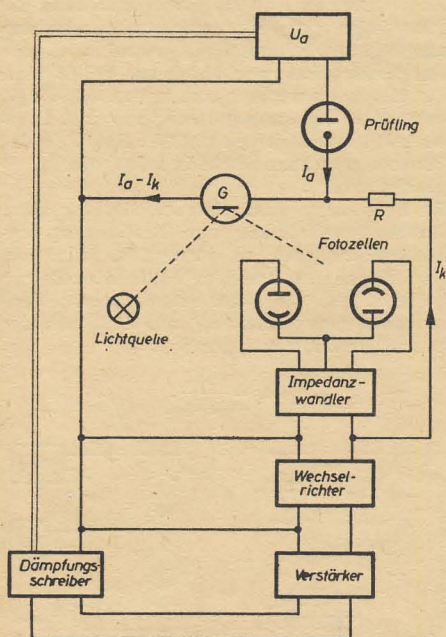 Ua
Prüfling
Ia
Ia - Ik
G
R
Fotozellen
Ik
Lichtquelle
Impedanz-
wandler
Wechsel-
richter
Dämpfungs-
schreiber
Verstärker